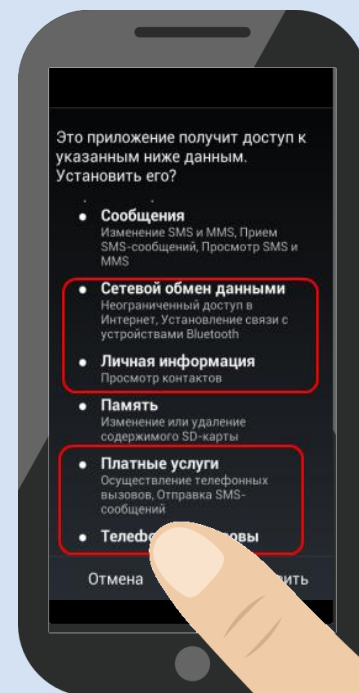 Это приложение получит доступ к
указанным ниже данным.
Установить его?
Сообщения
Изменение SMS и MMS, Прием
SMS-сообщений, Просмотр SMS и
MMS
Сетевой обмен данными
Неограниченный доступ в
Интернет, Установление связи с
устройствами Bluetooth
Личная информация
Просмотр контактов
Память
Изменение или удаление
содержимого SD-карты
Платные услуги
Осуществление телефонных
вызовов, Отправка SMS-
сообщений
Отмена